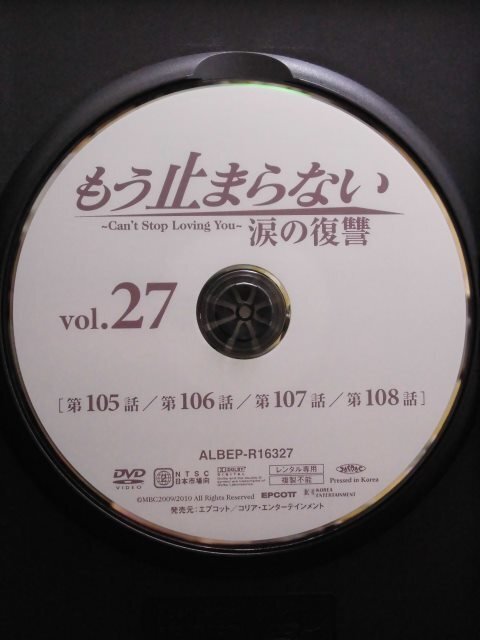 もう止まらない
~Can't Stop Loving You~
涙の復讐
vol.27
[第105話／第106話／第107話／第108話]
ALBEP-R16327
DVD VIDEO
2 NTSC 日本市場向
DOLBY DIGITAL
レンタル専用
複製不能
Pressed in Korea
©MBC2009/2010 All Rights Reserved
EPCOTT
KOREA ENTERTAINMENT
発売元：エプコット／コリア・エンターテインメント